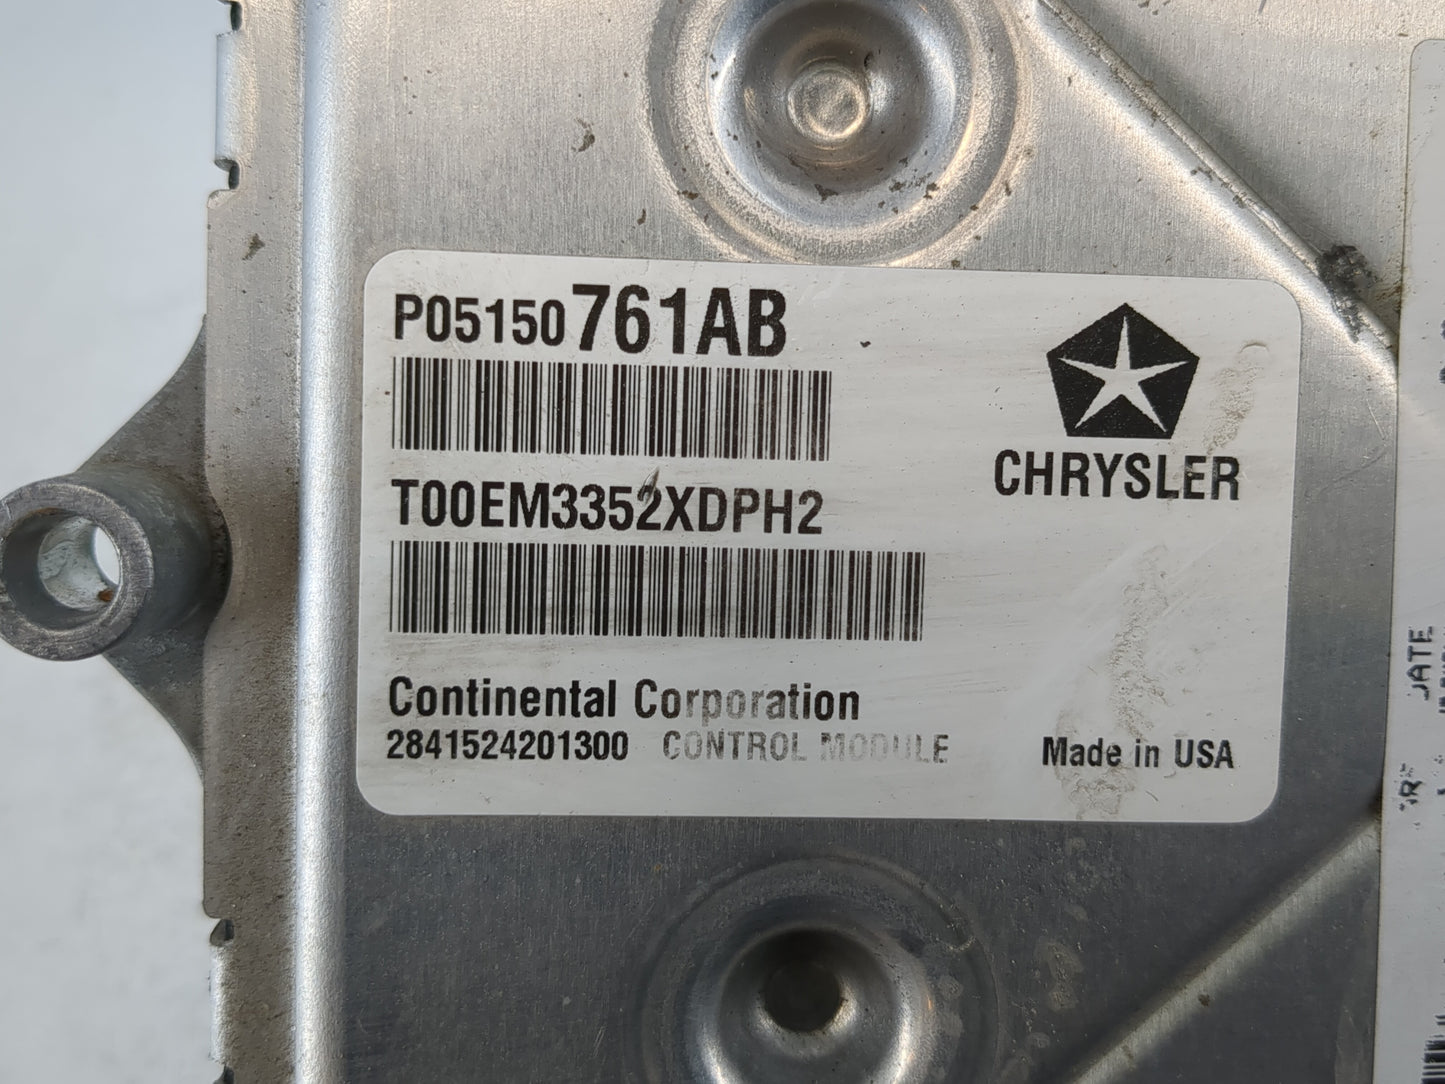 P05150761AB
CHRYSLER
T00EM3352XDPH2
Continental Corporation
2841524201300 CONTROL MODULE
Made in USA